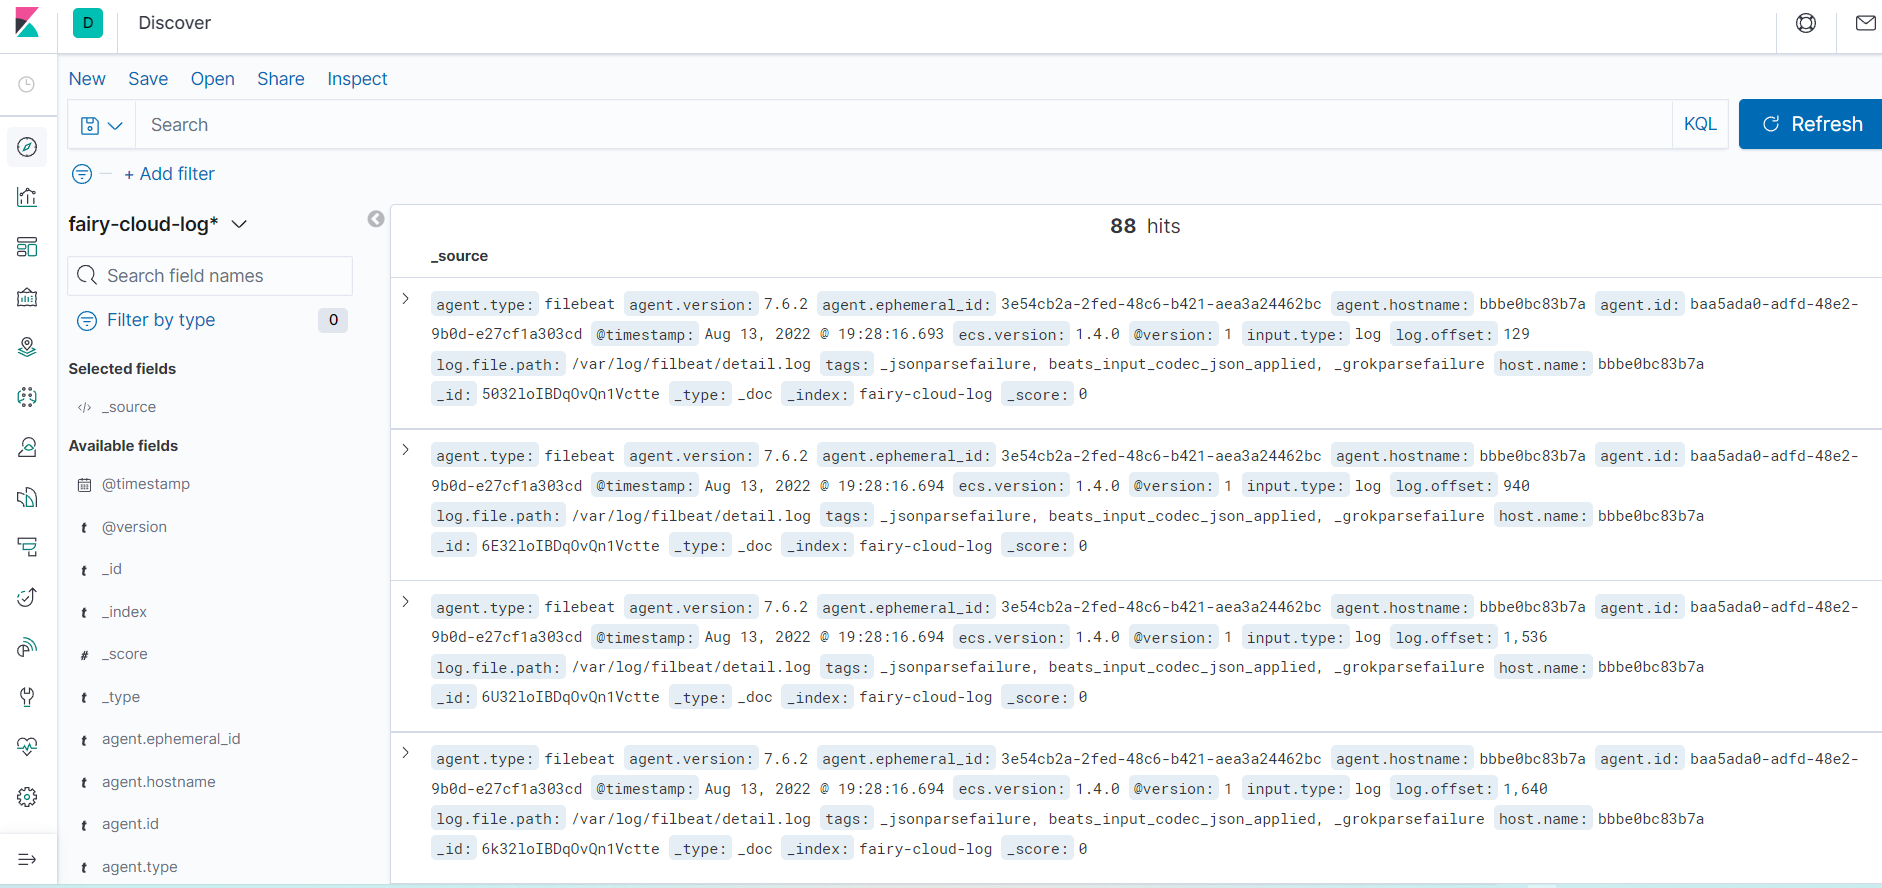 D Discover
New Save Open Share Inspect
Search KQL Refresh
+ Add filter
fairy-cloud-log*
Search field names
Filter by type 0
Selected fields
_source
Available fields
@timestamp
@version
_id
_index
_score
_type
agent.ephemeral_id
agent.hostname
agent.id
agent.type
88 hits
_source
agent.type: filebeat agent.version: 7.6.2 agent.ephemeral_id: 3e54cb2a-2fed-48c6-b421-aea3a24462bc agent.hostname: bbbe0bc83b7a agent.id: baa5ada0-adfd-48e2-
9b0d-e27cf1a303cd @timestamp: Aug 13, 2022 @ 19:28:16.693 ecs.version: 1.4.0 @version: 1 input.type: log log.offset: 129
log.file.path: /var/log/filbeat/detail.log tags: _jsonparsefailure, beats_input_codec_json_applied, _grokparsefailure host.name: bbbe0bc83b7a
_id: 5032loIBDqOvQn1Vctte _type: _doc _index: fairy-cloud-log _score: 0
agent.type: filebeat agent.version: 7.6.2 agent.ephemeral_id: 3e54cb2a-2fed-48c6-b421-aea3a24462bc agent.hostname: bbbe0bc83b7a agent.id: baa5ada0-adfd-48e2-
9b0d-e27cf1a303cd @timestamp: Aug 13, 2022 @ 19:28:16.694 ecs.version: 1.4.0 @version: 1 input.type: log log.offset: 940
log.file.path: /var/log/filbeat/detail.log tags: _jsonparsefailure, beats_input_codec_json_applied, _grokparsefailure host.name: bbbe0bc83b7a
_id: 6E32loIBDqOvQn1Vctte _type: _doc _index: fairy-cloud-log _score: 0
agent.type: filebeat agent.version: 7.6.2 agent.ephemeral_id: 3e54cb2a-2fed-48c6-b421-aea3a24462bc agent.hostname: bbbe0bc83b7a agent.id: baa5ada0-adfd-48e2-
9b0d-e27cf1a303cd @timestamp: Aug 13, 2022 @ 19:28:16.694 ecs.version: 1.4.0 @version: 1 input.type: log log.offset: 1,536
log.file.path: /var/log/filbeat/detail.log tags: _jsonparsefailure, beats_input_codec_json_applied, _grokparsefailure host.name: bbbe0bc83b7a
_id: 6U32loIBDqOvQn1Vctte _type: _doc _index: fairy-cloud-log _score: 0
agent.type: filebeat agent.version: 7.6.2 agent.ephemeral_id: 3e54cb2a-2fed-48c6-b421-aea3a24462bc agent.hostname: bbbe0bc83b7a agent.id: baa5ada0-adfd-48e2-
9b0d-e27cf1a303cd @timestamp: Aug 13, 2022 @ 19:28:16.694 ecs.version: 1.4.0 @version: 1 input.type: log log.offset: 1,640
log.file.path: /var/log/filbeat/detail.log tags: _jsonparsefailure, beats_input_codec_json_applied, _grokparsefailure host.name: bbbe0bc83b7a
_id: 6k32loIBDqOvQn1Vctte _type: _doc _index: fairy-cloud-log _score: 0